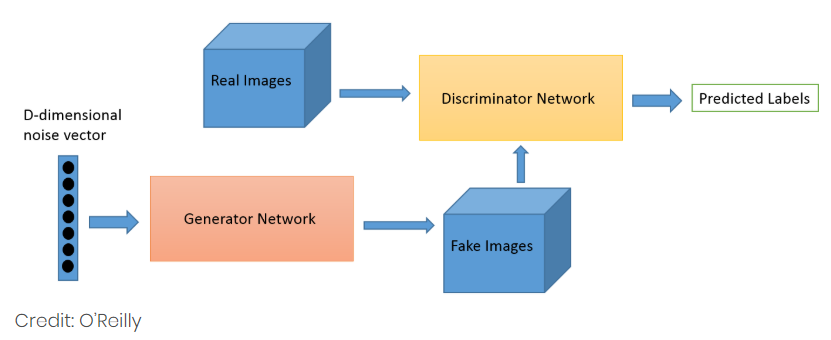 Real Images
Discriminator Network
Predicted Labels
D-dimensional
noise vector
Generator Network
Fake Images
Credit: O’Reilly